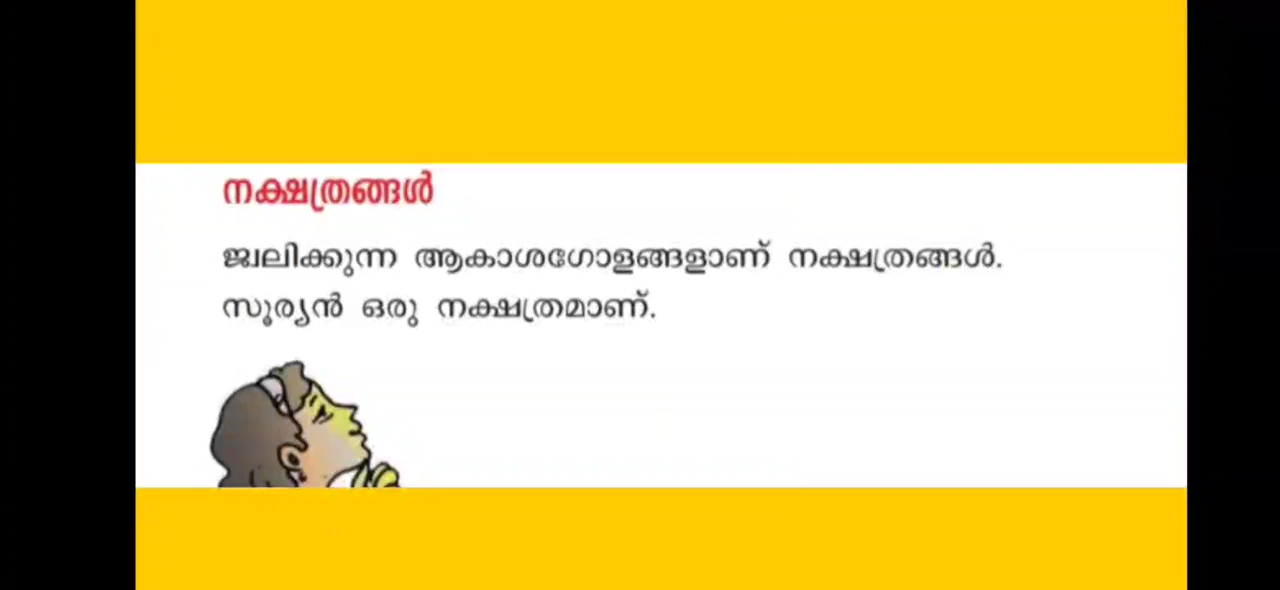 നക്ഷത്രങ്ങൾ
ജ്വലിക്കുന്ന ആകാശഗോളങ്ങളാണ് നക്ഷത്രങ്ങൾ.
സൂര്യൻ ഒരു നക്ഷത്രമാണ്.